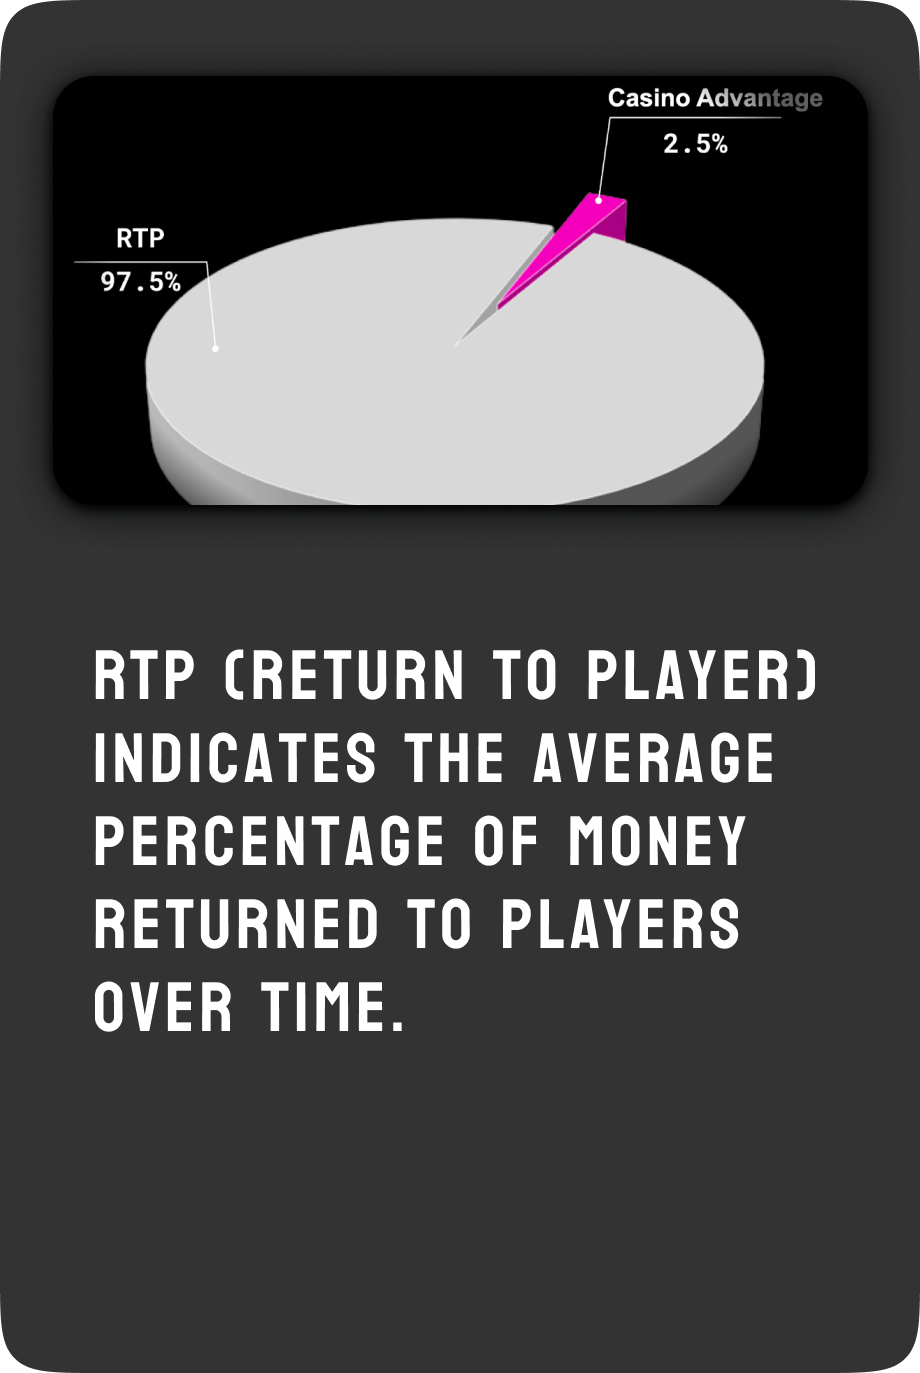 Casino Advantage
2.5%
RTP
97.5%
RTP (RETURN TO PLAYER)
INDICATES THE AVERAGE
PERCENTAGE OF MONEY
RETURNED TO PLAYERS
OVER TIME.